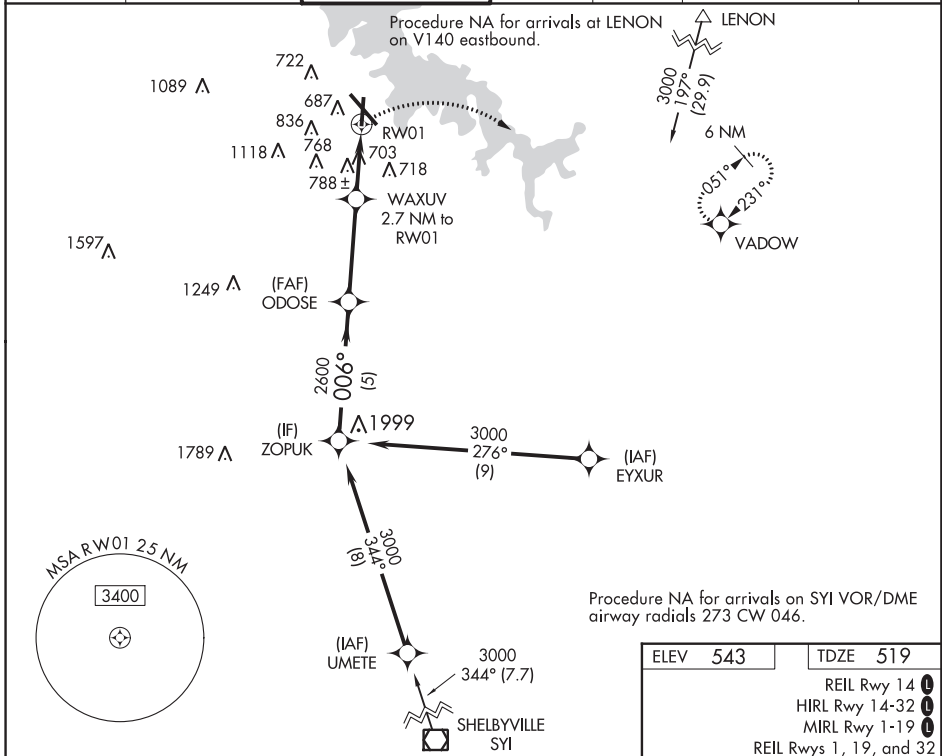 Procedure NA for arrivals at LENON
on V140 eastbound.
LENON
3000
197°
(29.9)
6 NM
051°
231°
VADOW
722
1089
687
836
RW01
1118
768
703
718
788 ±
WAXUV
2.7 NM to
RW01
1597
1249
(FAF)
ODOSE
2600
006°
(5)
1999
(IF)
ZOPUK
1789
3000
276°
(9)
(IAF)
EYXUR
3000
344°
(8)
MSA RW01 25 NM
3400
Procedure NA for arrivals on SYI VOR/DME
airway radials 273 CW 046.
(IAF)
UMETE
3000
344° (7.7)
SHELBYVILLE
SYI
ELEV 543
TDZE 519
REIL Rwy 14 L
HIRL Rwy 14-32 L
MIRL Rwy 1-19 L
REIL Rwys 1, 19, and 32